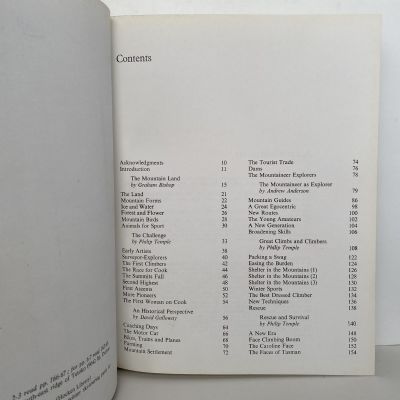 Contents
Acknowledgments 10
Introduction 11
The Mountain Land
by Graham Bishop 15
The Land 21
Mountain Forms 22
Ice and Water 24
Forest and Flower 26
Mountain Birds 28
Animals for Sport 30
The Challenge
by Philip Temple 33
Early Artists 38
Surveyor-Explorers 38
The First Climbers 42
The Race for Cook 44
The Summits Fall 46
Second Highest 48
First Ascents 50
More Pioneers 52
The First Woman on Cook 54
An Historical Perspective
by David Galloway 56
Coaching Days 64
The Motor Car 66
Bikes, Trains and Planes 68
Farming 70
Mountain Settlement 72
The Tourist Trade 74
Dams 76
The Mountaineer Explorers 78
The Mountaineer as Explorer
by Andrew Anderson 79
Mountain Guides 86
A Great Egocentric 98
New Routes 100
The Young Amateurs 102
A New Generation 104
Broadening Skills 106
Great Climbs and Climbers
by Philip Temple 108
Packing a Swag 122
Easing the Burden 124
Shelter in the Mountains (1) 126
Shelter in the Mountains (2) 128
Shelter in the Mountains (3) 130
Winter Sports 132
The Best Dressed Climber 134
New Techniques 136
Rescue 138
Rescue and Survival
by Philip Temple 140
A New Era 148
Face Climbing Boom 150
The Caroline Face 152
The Faces of Tasman 154